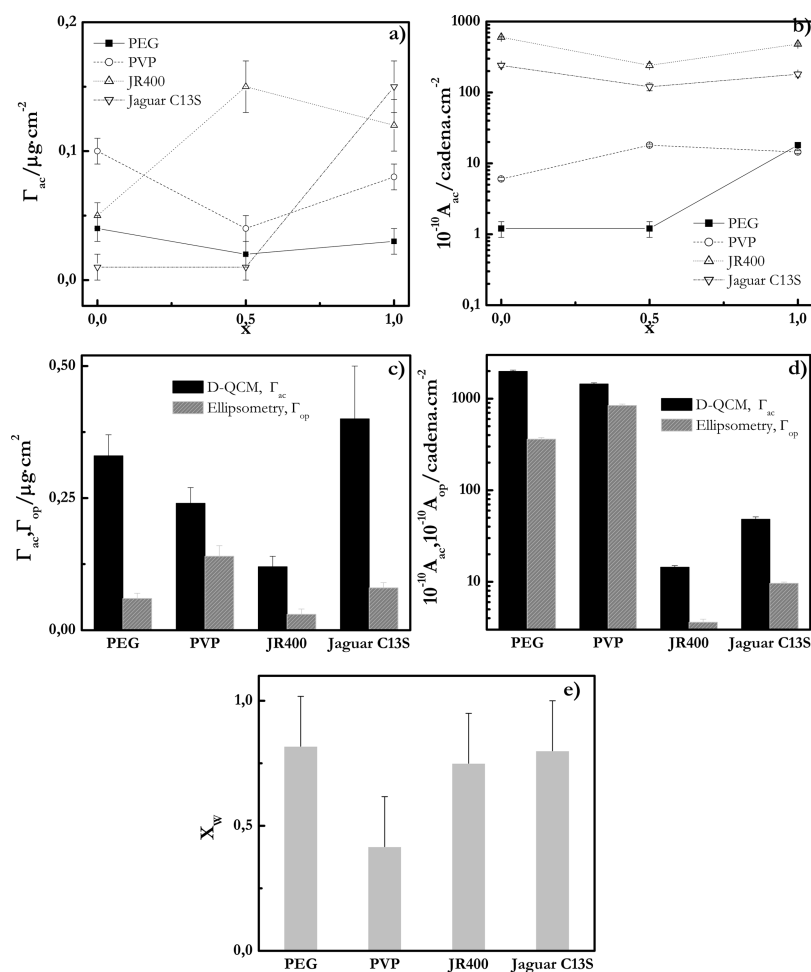 a)
0,2
0,1
0,0
Γac/µg·cm-2
PEG
PVP
JR400
Jaguar C13S
0,0
0,5
1,0
x
b)
1000
100
10
1
0,1
10-10Aac/cadena.cm-2
PEG
PVP
JR400
Jaguar C13S
0,0
0,5
1,0
x
c)
0,50
0,25
0,00
Γac,Γop/µg·cm2
D-QCM, Γac
Ellipsometry, Γop
PEG
PVP
JR400
Jaguar C13S
d)
1000
100
10
10-10Aac,10-10Aop/cadena.cm-2
D-QCM, Γac
Ellipsometry, Γop
PEG
PVP
JR400
Jaguar C13S
e)
1,0
0,5
0,0
Xw
PEG
PVP
JR400
Jaguar C13S